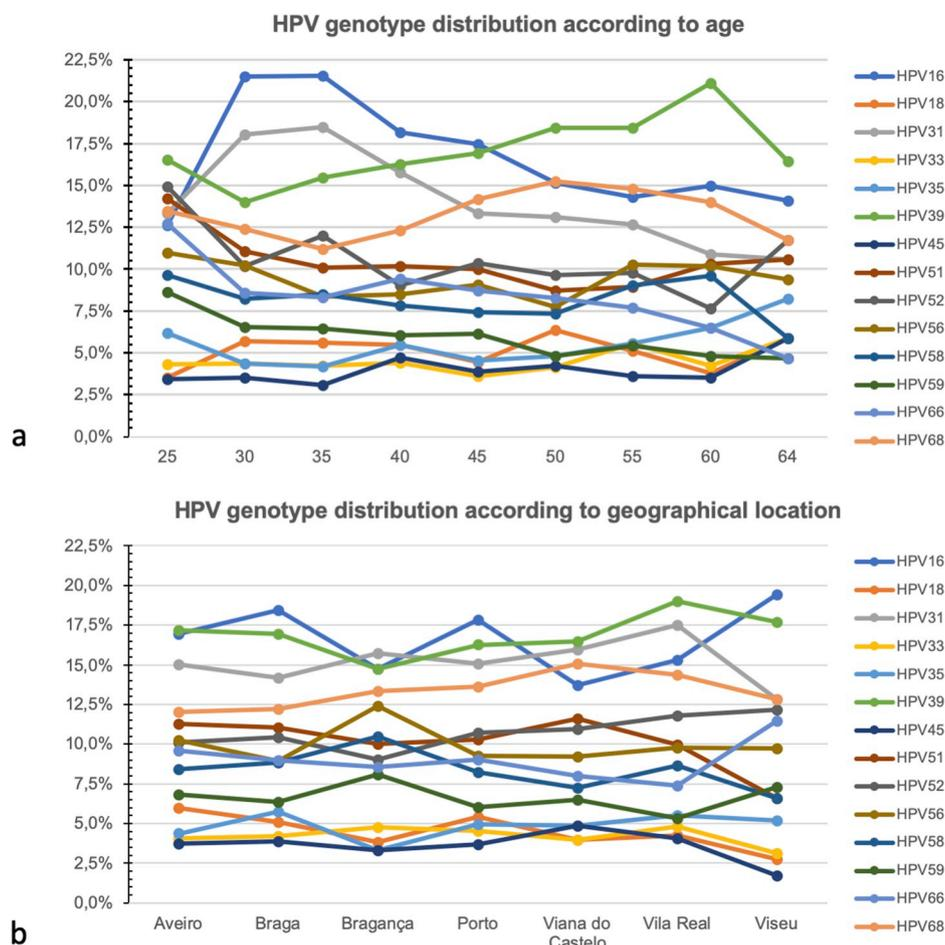 HPV genotype distribution according to age
22,5%
20,0%
17,5%
15,0%
12,5%
10,0%
7,5%
5,0%
2,5%
0,0%
25 30 35 40 45 50 55 60 64
HPV16
HPV18
HPV31
HPV33
HPV35
HPV39
HPV45
HPV51
HPV52
HPV56
HPV58
HPV59
HPV66
HPV68
a
HPV genotype distribution according to geographical location
22,5%
20,0%
17,5%
15,0%
12,5%
10,0%
7,5%
5,0%
2,5%
0,0%
Aveiro Braga Bragança Porto Viana do Vila Real Viseu
Castelo
HPV16
HPV18
HPV31
HPV33
HPV35
HPV39
HPV45
HPV51
HPV52
HPV56
HPV58
HPV59
HPV66
HPV68
b